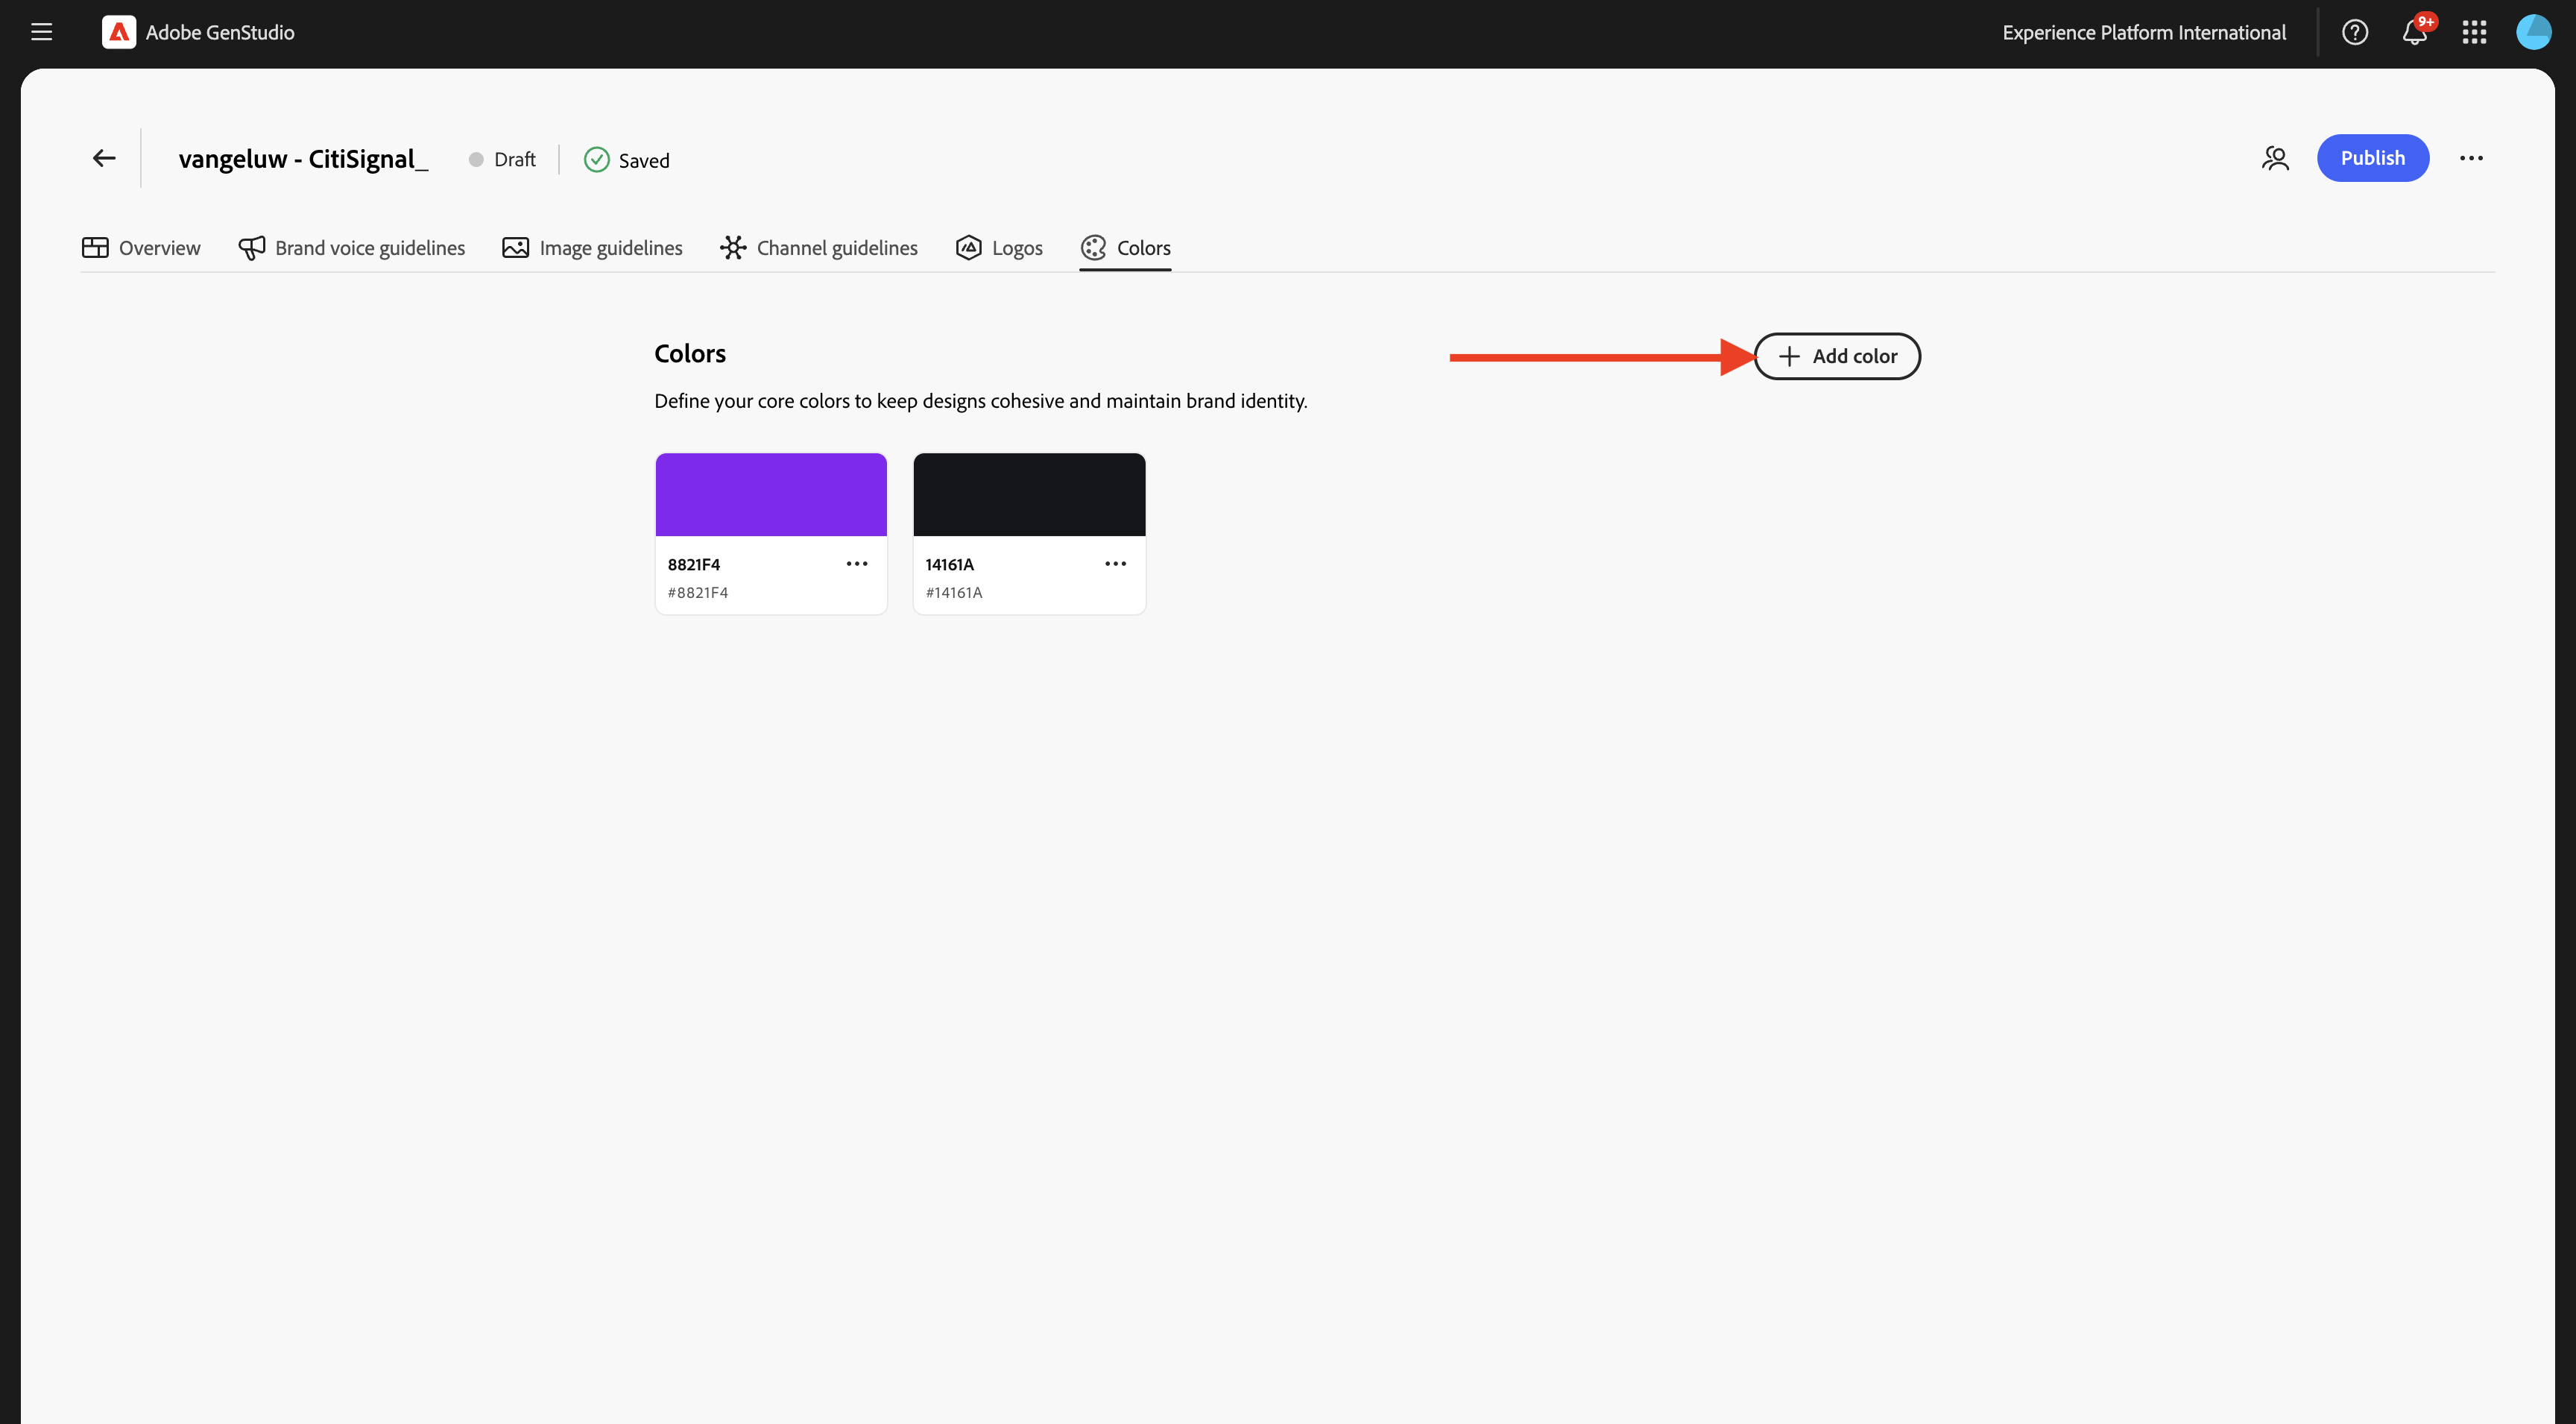 Adobe GenStudio
Experience Platform International
9+
vangeluw - CitiSignal_
Draft
Saved
Publish
Overview
Brand voice guidelines
Image guidelines
Channel guidelines
Logos
Colors
Colors
Add color
Define your core colors to keep designs cohesive and maintain brand identity.
8821F4
#8821F4
14161A
#14161A